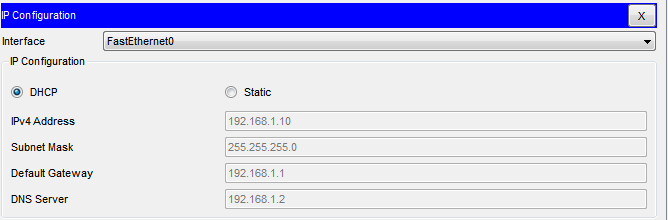 IP Configuration X
Interface FastEthernet0
IP Configuration
DHCP Static
IPv4 Address 192.168.1.10
Subnet Mask 255.255.255.0
Default Gateway 192.168.1.1
DNS Server 192.168.1.2